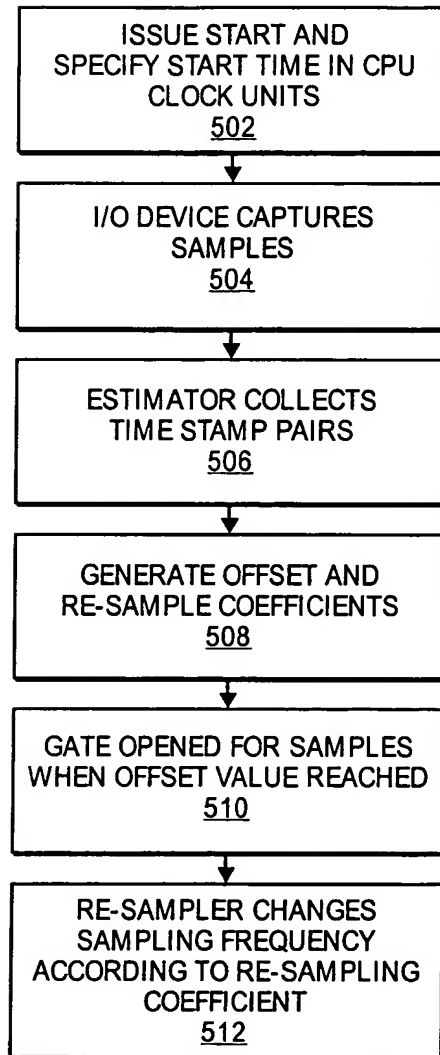 ISSUE START AND
SPECIFY START TIME IN CPU
CLOCK UNITS
502
I/O DEVICE CAPTURES
SAMPLES
504
ESTIMATOR COLLECTS
TIME STAMP PAIRS
506
GENERATE OFFSET AND
RE-SAMPLE COEFFICIENTS
508
GATE OPENED FOR SAMPLES
WHEN OFFSET VALUE REACHED
510
RE-SAMPLER CHANGES
SAMPLING FREQUENCY
ACCORDING TO RE-SAMPLING
COEFFICIENT
512